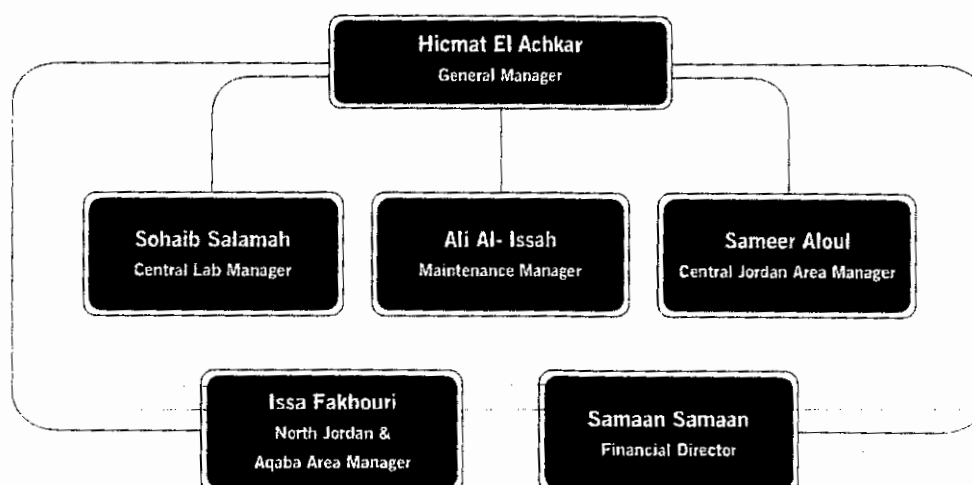 Hicmat El Achkar
General Manager
Sohaib Salamah
Central Lab Manager
Ali Al- Issah
Maintenance Manager
Sameer Aloul
Central Jordan Area Manager
Issa Fakhouri
North Jordan &
Aqaba Area Manager
Samaan Samaan
Financial Director